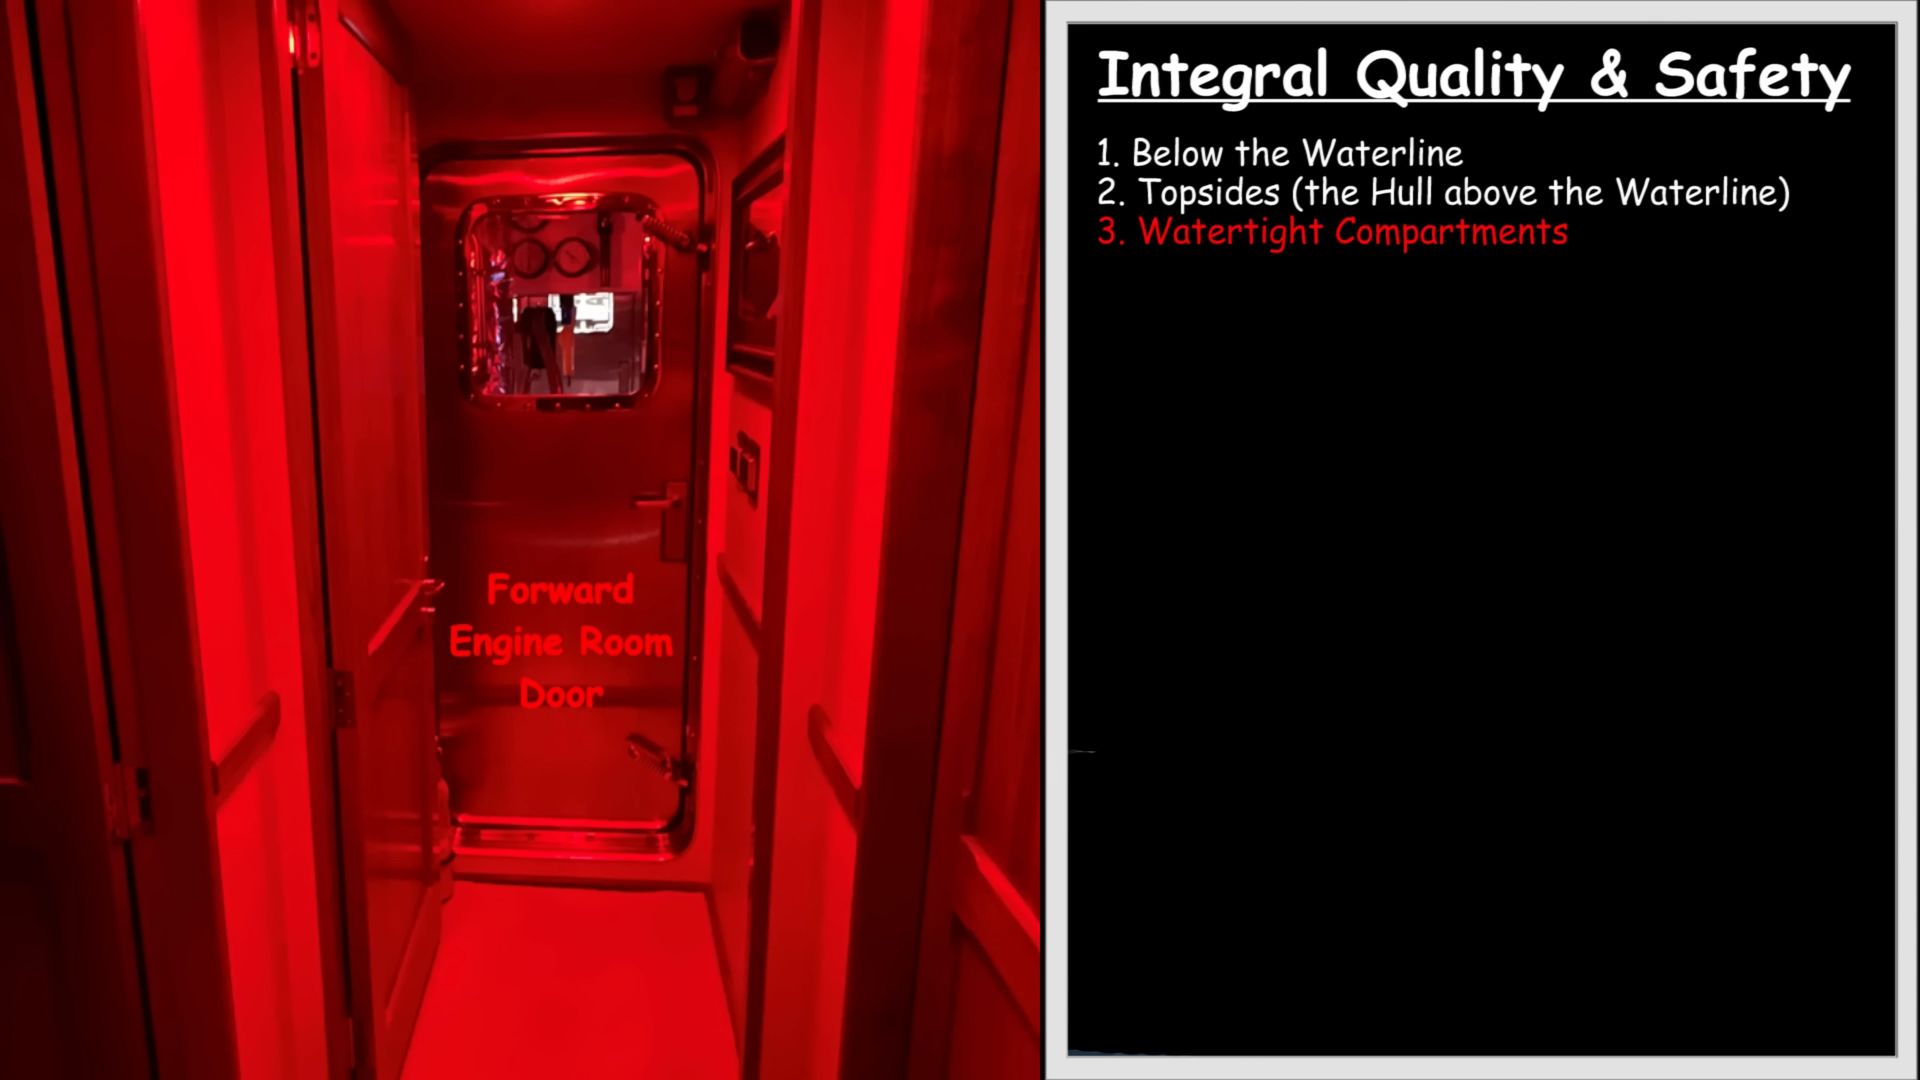 Forward
Engine Room
Door
Integral Quality & Safety
1. Below the Waterline
2. Topsides (the Hull above the Waterline)
3. Watertight Compartments